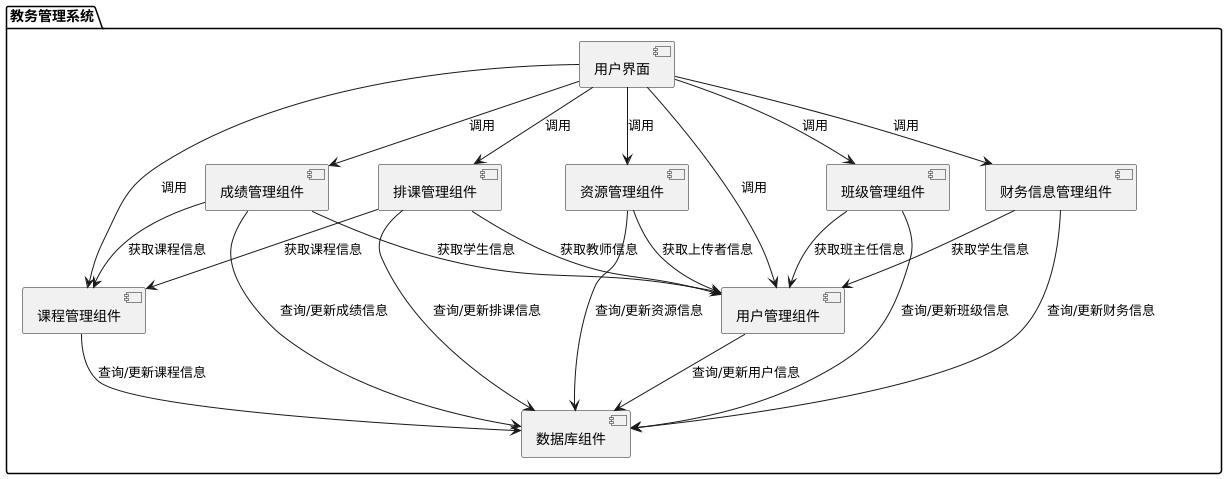 教务管理系统
用户界面
调用
调用
调用
调用
调用
调用
调用
成绩管理组件
排课管理组件
资源管理组件
班级管理组件
财务信息管理组件
获取课程信息
获取课程信息
获取学生信息
获取教师信息
获取上传者信息
获取班主任信息
获取学生信息
课程管理组件
查询/更新成绩信息
查询/更新排课信息
查询/更新资源信息
用户管理组件
查询/更新班级信息
查询/更新财务信息
查询/更新课程信息
查询/更新用户信息
数据库组件